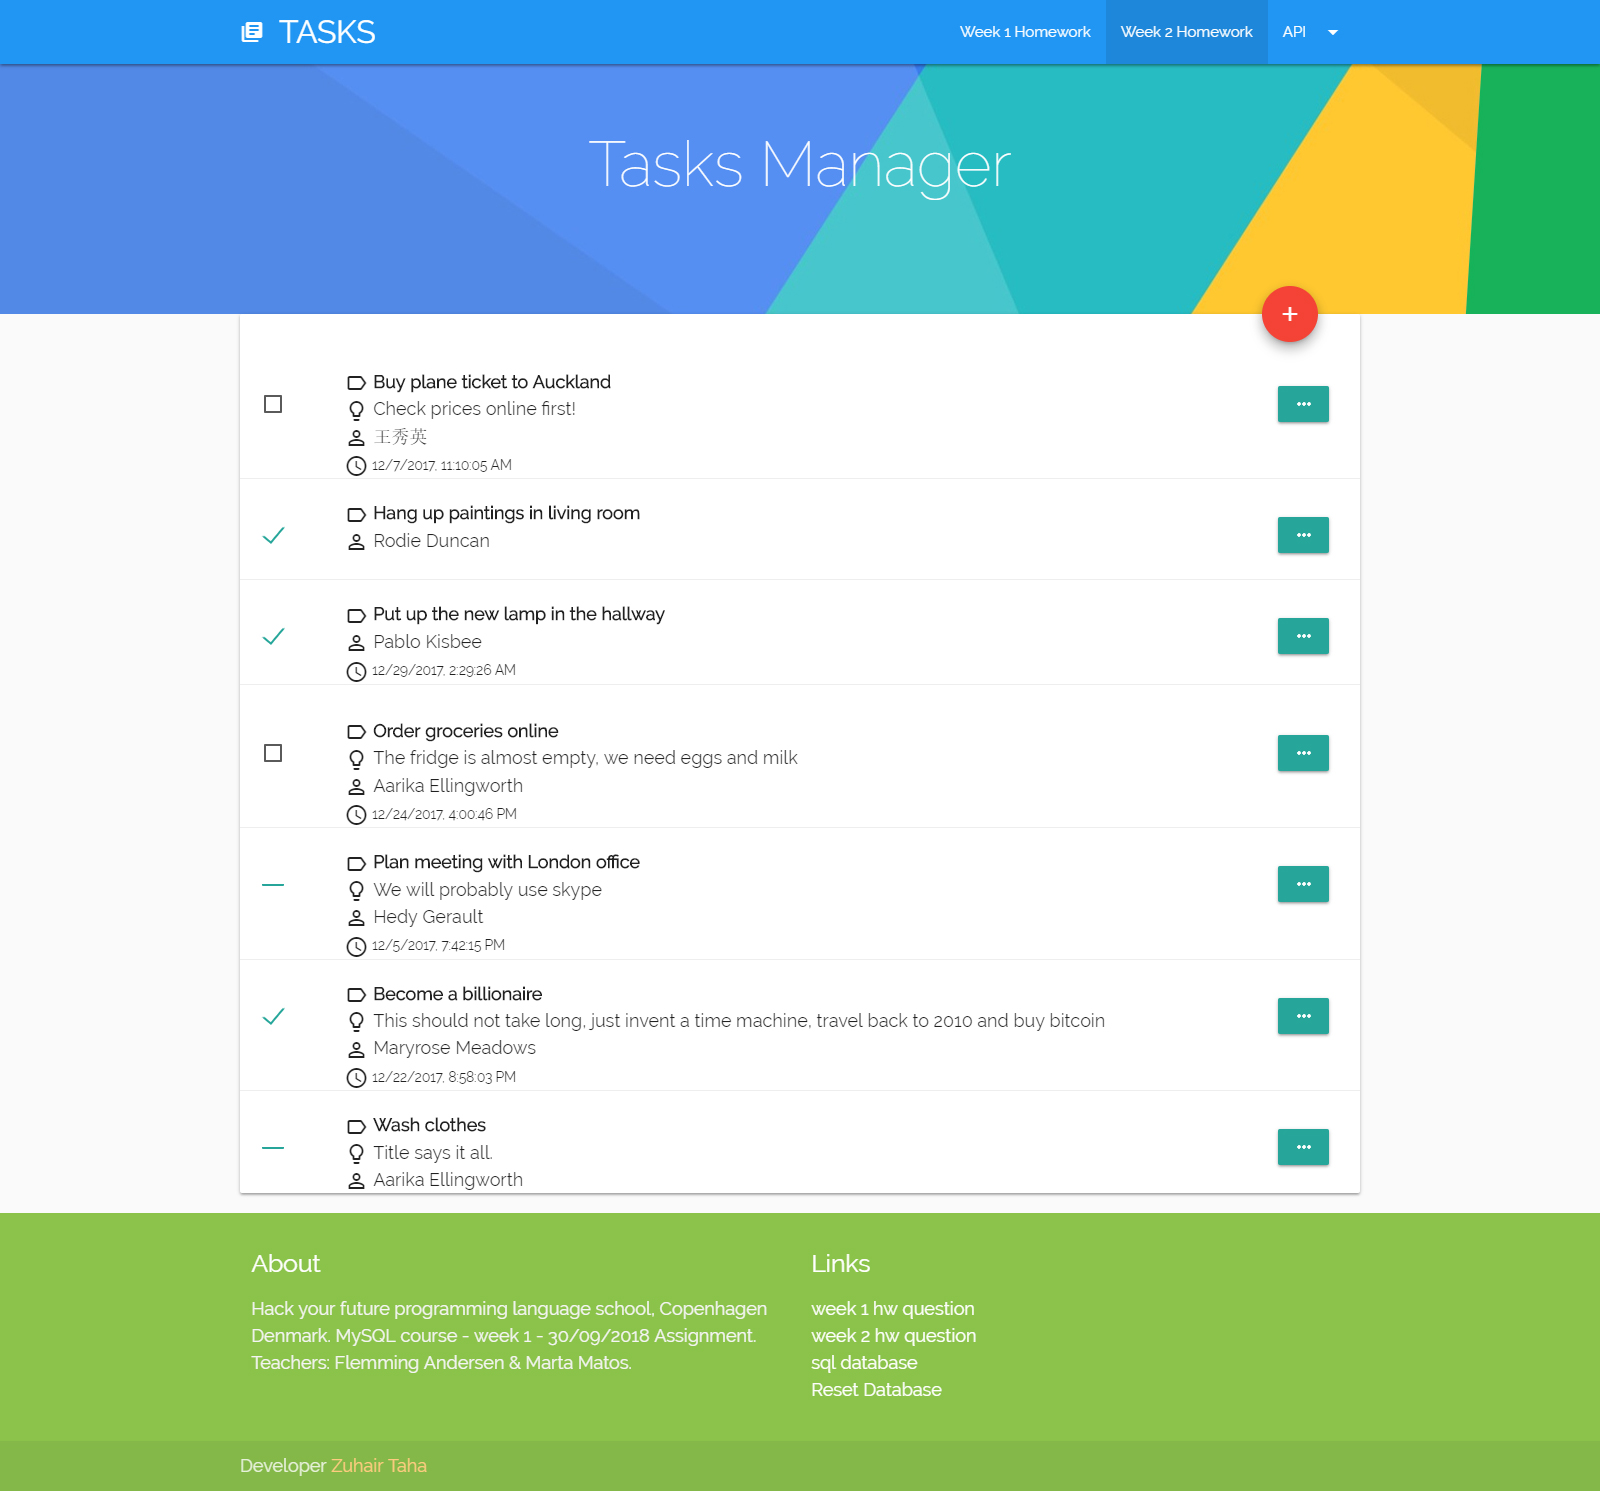 TASKS
Week 1 Homework
Week 2 Homework
API
Tasks Manager
Buy plane ticket to Auckland
Check prices online first!
王秀英
12/7/2017, 11:10:05 AM
Hang up paintings in living room
Rodie Duncan
Put up the new lamp in the hallway
Pablo Kisbee
12/29/2017, 2:29:26 AM
Order groceries online
The fridge is almost empty, we need eggs and milk
Aarika Ellingworth
12/24/2017, 4:00:46 PM
Plan meeting with London office
We will probably use skype
Hedy Gerault
12/5/2017, 7:42:15 PM
Become a billionaire
This should not take long, just invent a time machine, travel back to 2010 and buy bitcoin
Maryrose Meadows
12/22/2017, 8:58:03 PM
Wash clothes
Title says it all.
Aarika Ellingworth
About
Hack your future programming language school, Copenhagen
Denmark. MySQL course - week 1 - 30/09/2018 Assignment.
Teachers: Flemming Andersen & Marta Matos.
Links
week 1 hw question
week 2 hw question
sql database
Reset Database
Developer Zuhair Taha